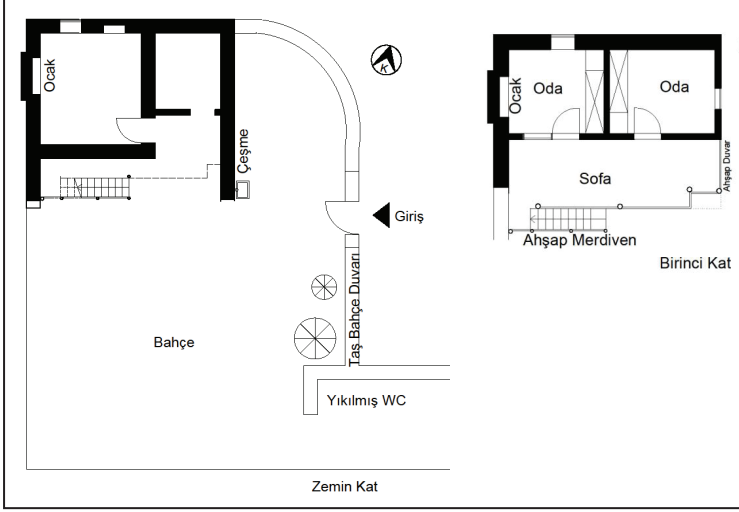 Ocak
Çeşme
K
Giriş
Taş Bahçe Duvarı
Bahçe
Yıkılmış WC
Zemin Kat
Ocak
Oda
Oda
Sofa
Ahşap Duvar
Ahşap Merdiven
Birinci Kat